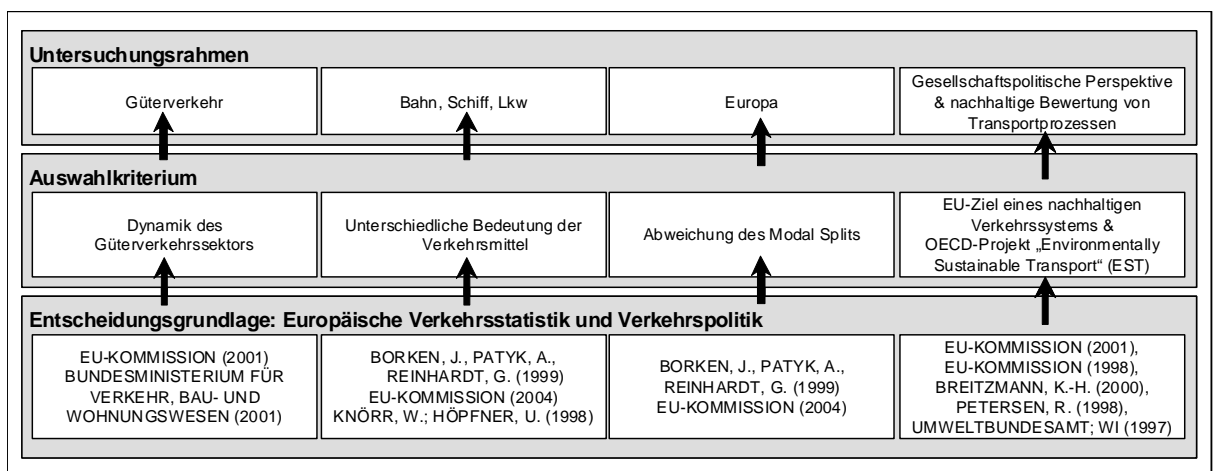 Untersuchungsrahmen
Güterverkehr
Bahn, Schiff, Lkw
Europa
Gesellschaftspolitische Perspektive
& nachhaltige Bewertung von
Transportprozessen
Auswahlkriterium
Dynamik des
Güterverkehrssektors
Unterschiedliche Bedeutung der
Verkehrsmittel
Abweichung des Modal Splits
EU-Ziel eines nachhaltigen
Verkehrssystems &
OECD-Projekt „Environmentally
Sustainable Transport“ (EST)
Entscheidungsgrundlage: Europäische Verkehrsstatistik und Verkehrspolitik
EU-KOMMISSION (2001)
BUNDESMINISTERIUM FÜR
VERKEHR, BAU- UND
WOHNUNGSWESEN
(2001)
BORKEN, J., PATYK, A.,
REINHARDT, G. (1999)
EU-KOMMISSION (2004)
KNÖRR, W.; HÖPFNER, U. (1998)
BORKEN, J., PATYK, A.,
REINHARDT, G. (1999)
EU-KOMMISSION (2004)
EU-KOMMISSION (2001),
EU-KOMMISSION (1998),
BREITZMANN, K.-H. (2000),
PETERSEN, R. (1998),
UMWELTBUNDESAMT; WI (1997)